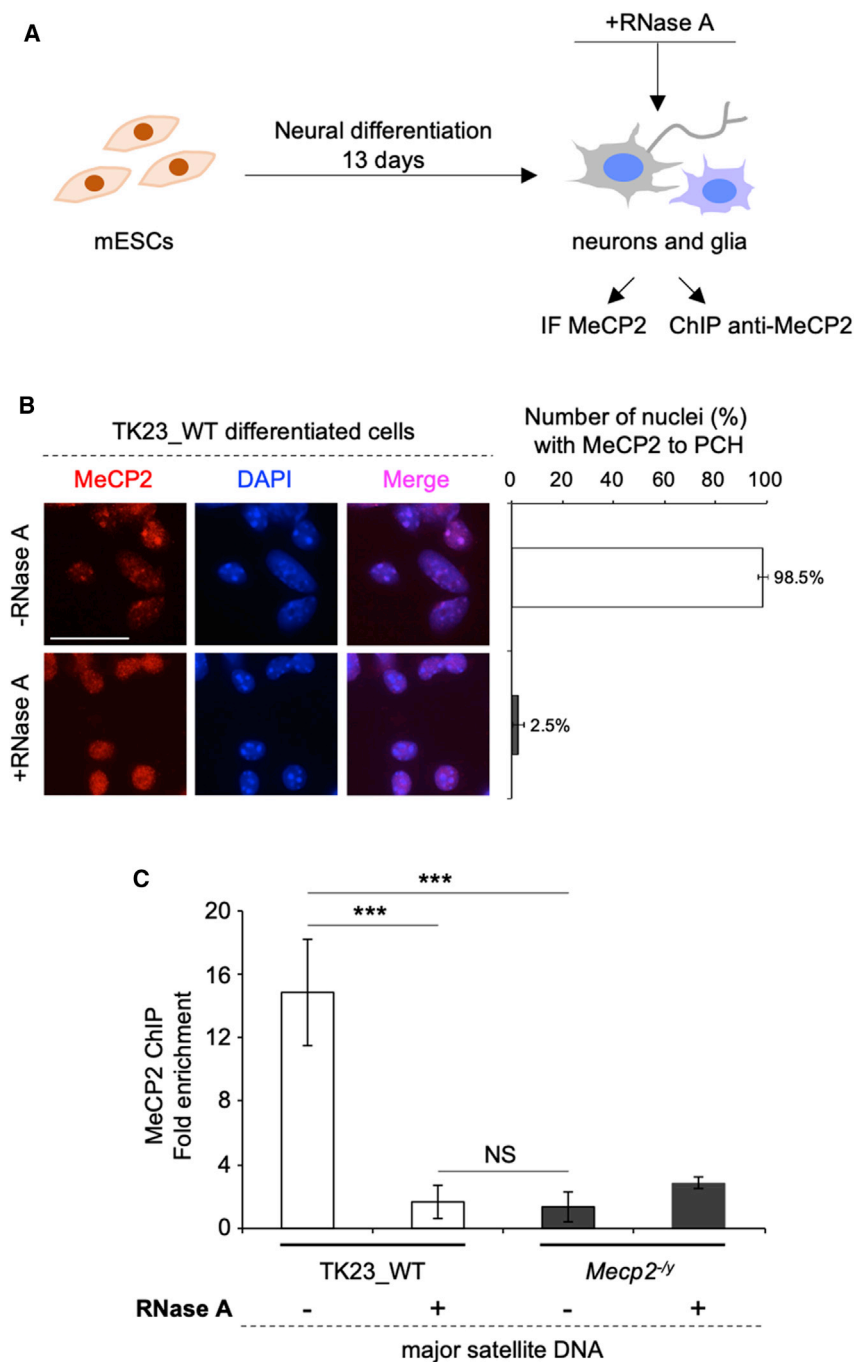 A
+RNase A
Neural differentiation
13 days
mESCs
neurons and glia
IF MeCP2 ChIP anti-MeCP2
B
TK23_WT differentiated cells
MeCP2 DAPI Merge
Number of nuclei (%)
with MeCP2 to PCH
0 20 40 60 80 100
-RNase A
98.5%
+RNase A
2.5%
C
MeCP2 ChIP
Fold enrichment
20
16
12
8
4
0
***
***
NS
TK23_WT Mecp2-/y
RNase A - + - +
major satellite DNA